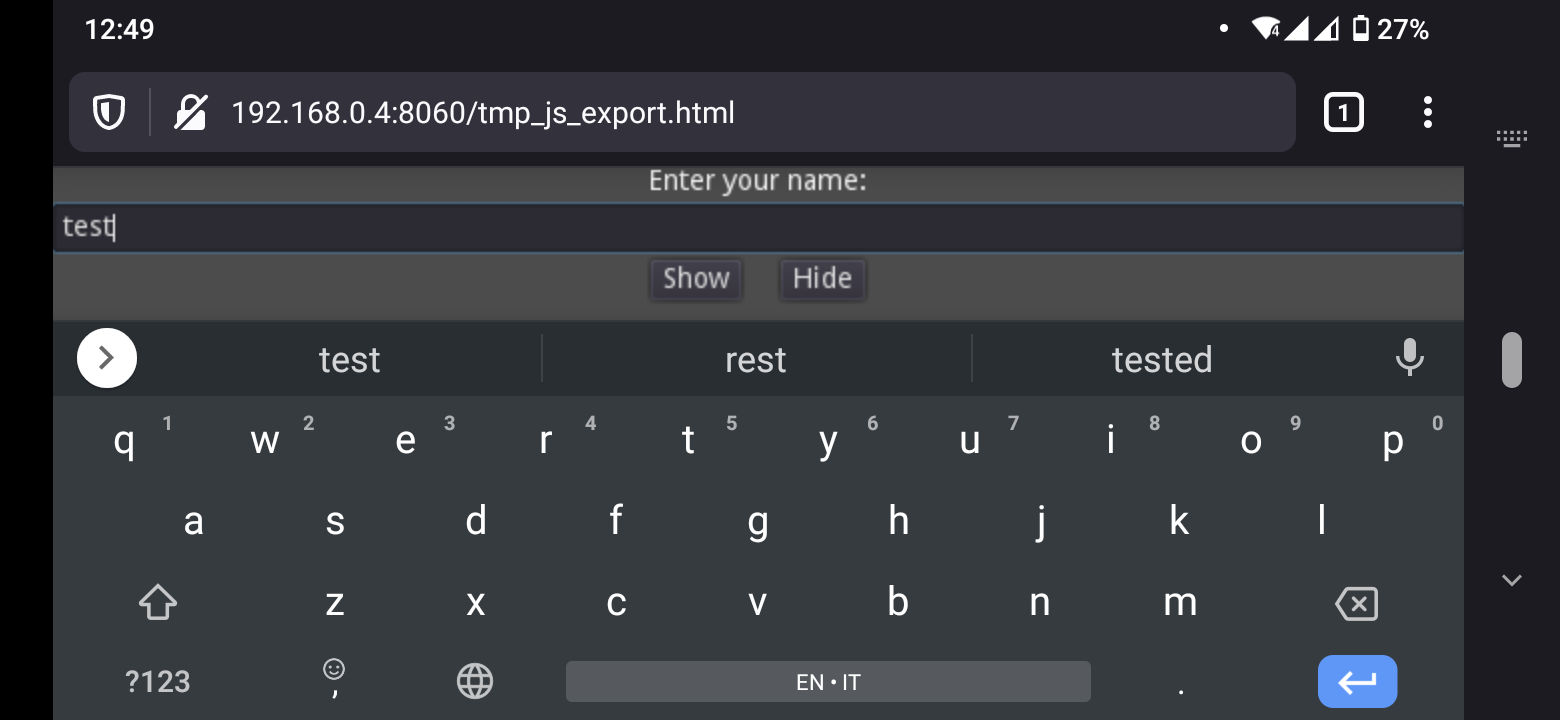 12:49
4
27%
192.168.0.4:8060/tmp_js_export.html
1
Enter your name:
test
Show Hide
test rest tested
q 1 w 2 e 3 r 4 t 5 y 6 u 7 i 8 o 9 p 0
a s d f g h j k l
z x c v b n m
?123 , EN • IT .